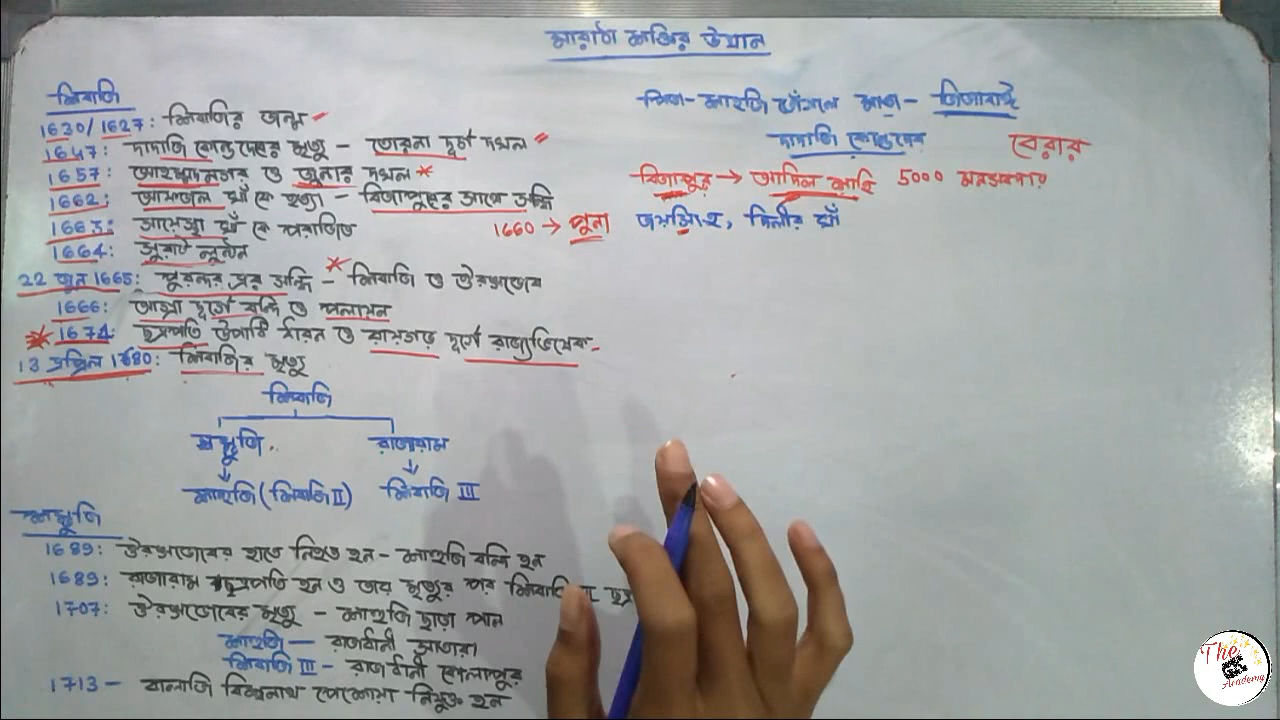 মারাঠা শক্তির উত্থান
শিবাজি
1630/1627: শিবাজির জন্ম
1647: দাদাজি কোন্ডদেবের মৃত্যু – তোরনা দুর্গ দখল
1657: আহম্মদনগর ও জুনার দখল
1662: আফজল খাঁ কে হত্যা – বিজাপুরের সাথে সন্ধি
1663: সায়েস্তা খাঁ কে পরাজিত
1664: সুরাট লুন্ঠন
22 জুন 1665: পুরন্দর এর সন্ধি – শিবাজি ও ঔরঙ্গজেব
1666: আগ্রা দুর্গে বন্দি ও পলায়ন
1674: ছত্রপতি উপাধি ধারন ও রায়গড় দুর্গে রাজ্যাভিষেক
13 এপ্রিল 1680: শিবাজির মৃত্যু
পিতা- শাহজি ভোঁসলে মাতা- জিজাবাঈ
দাদাজি কোন্ডদেব
বেরার
বিজাপুর → আদিল শাহি 5000 মনসবদার
1660 → পুনা জয়সিংহ, দিলীর খাঁ
শিবাজি
শম্ভুজি রাজারাম
শাহুজি (শিবাজি II) শিবাজি III
শম্ভুজি
1689: ঔরঙ্গজেবের হাতে নিহত হন – শাহুজি বন্দি হন
1689: রাজারাম ছত্রপতি হন ও তার মৃত্যুর পর শিবাজি
1707: ঔরঙ্গজেবের মৃত্যু – শাহুজি ছাড়া পান
শাহুজি – রাজধানী সাতারা
শিবাজি III – রাজধানী কোলাপুর
1713 – বালাজি বিশ্বনাথ পেশোয়া নিযুক্ত হন
The Academy